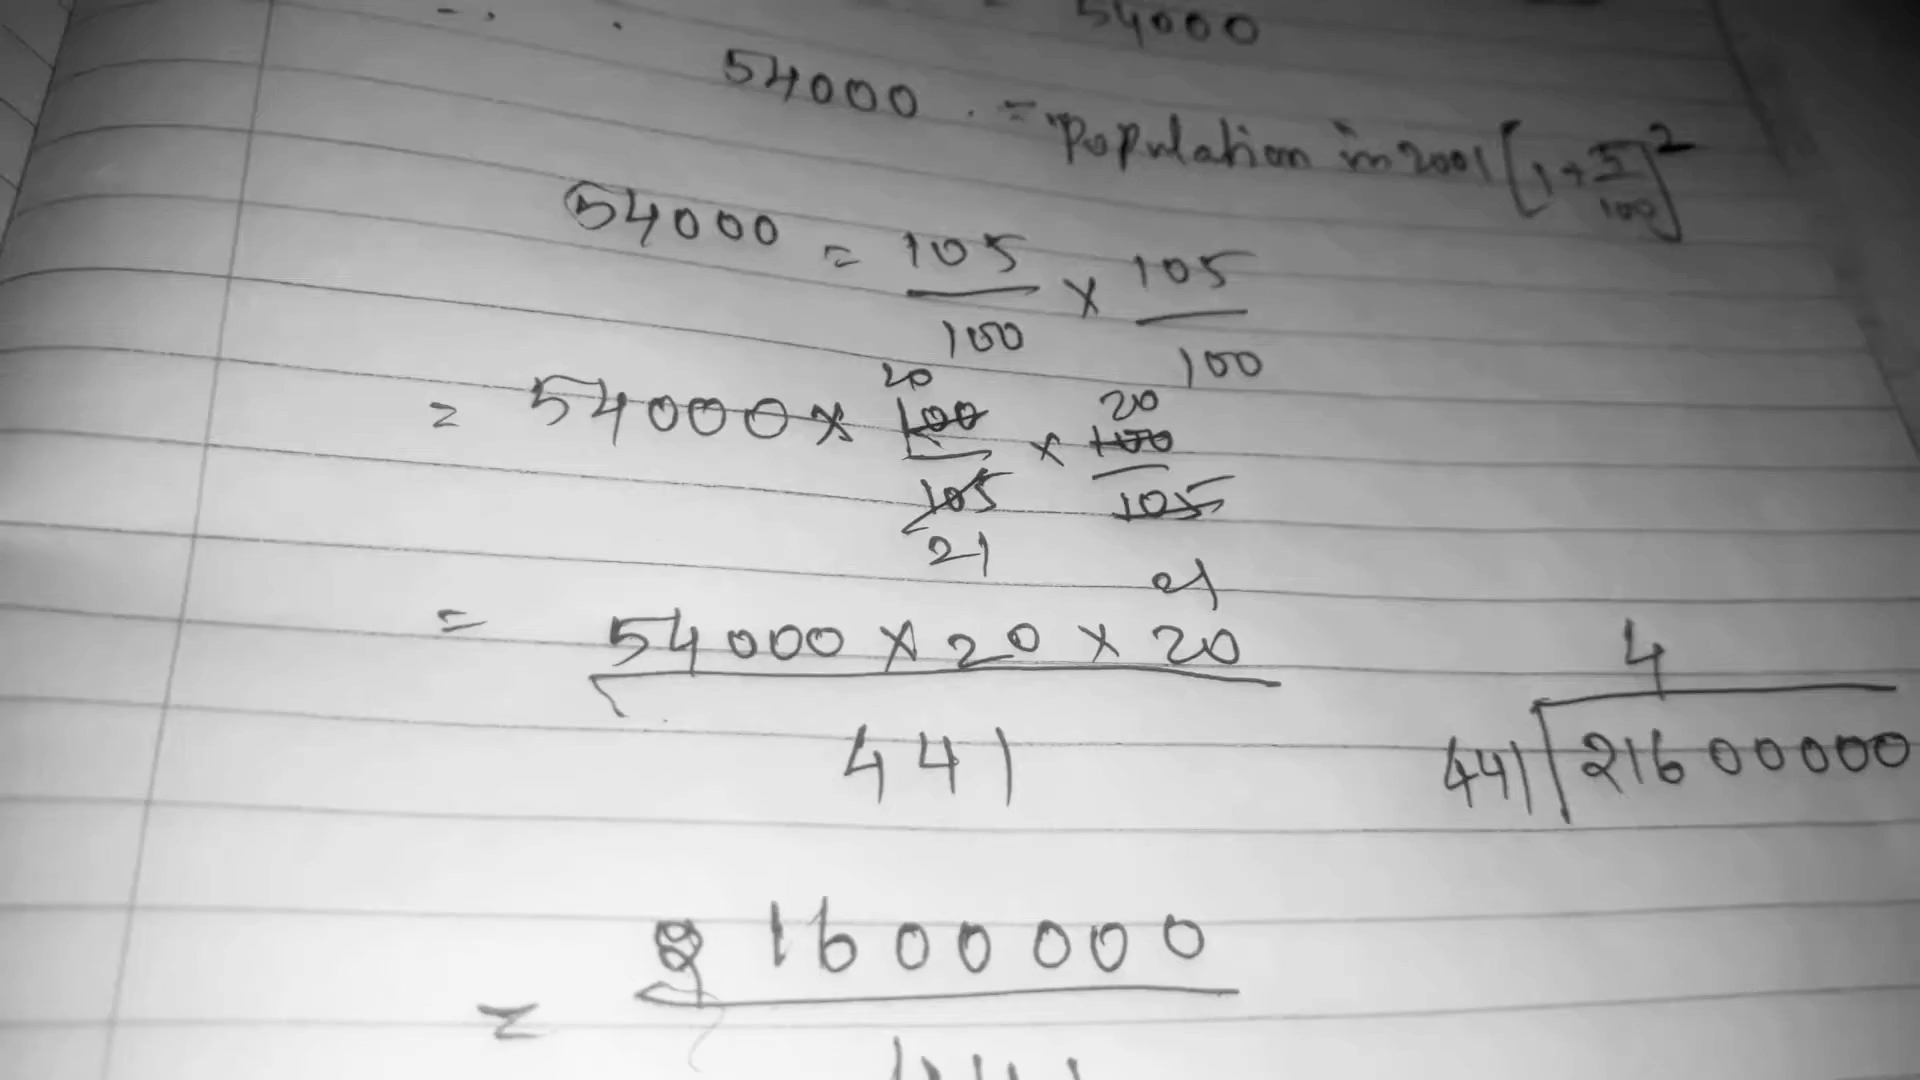 54000
54000 . = Population in 2001 [1+5/100]²
54000 = 105/100 × 105/100
20 20
= 54000 × 100/105 × 100/105
21 21
= 54000 × 20 × 20 / 441
4
441 21600000
= 21600000 / 441